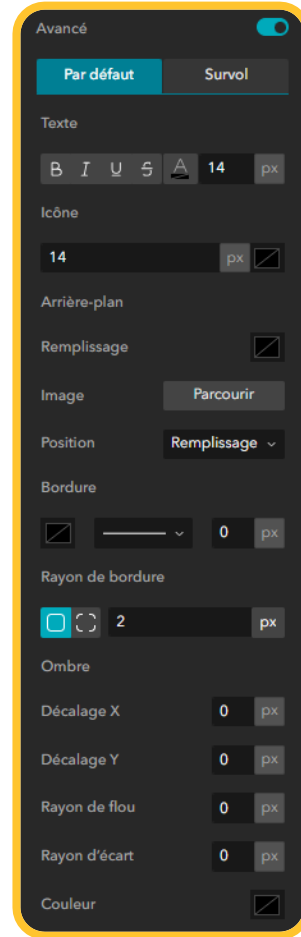 Avancé
Par défaut Survol
Texte
B I U S A 14 px
Icône
14 px
Arrière-plan
Remplissage
Image Parcourir
Position Remplissage
Bordure
0 px
Rayon de bordure
2 px
Ombre
Décalage X 0 px
Décalage Y 0 px
Rayon de flou 0 px
Rayon d'écart 0 px
Couleur